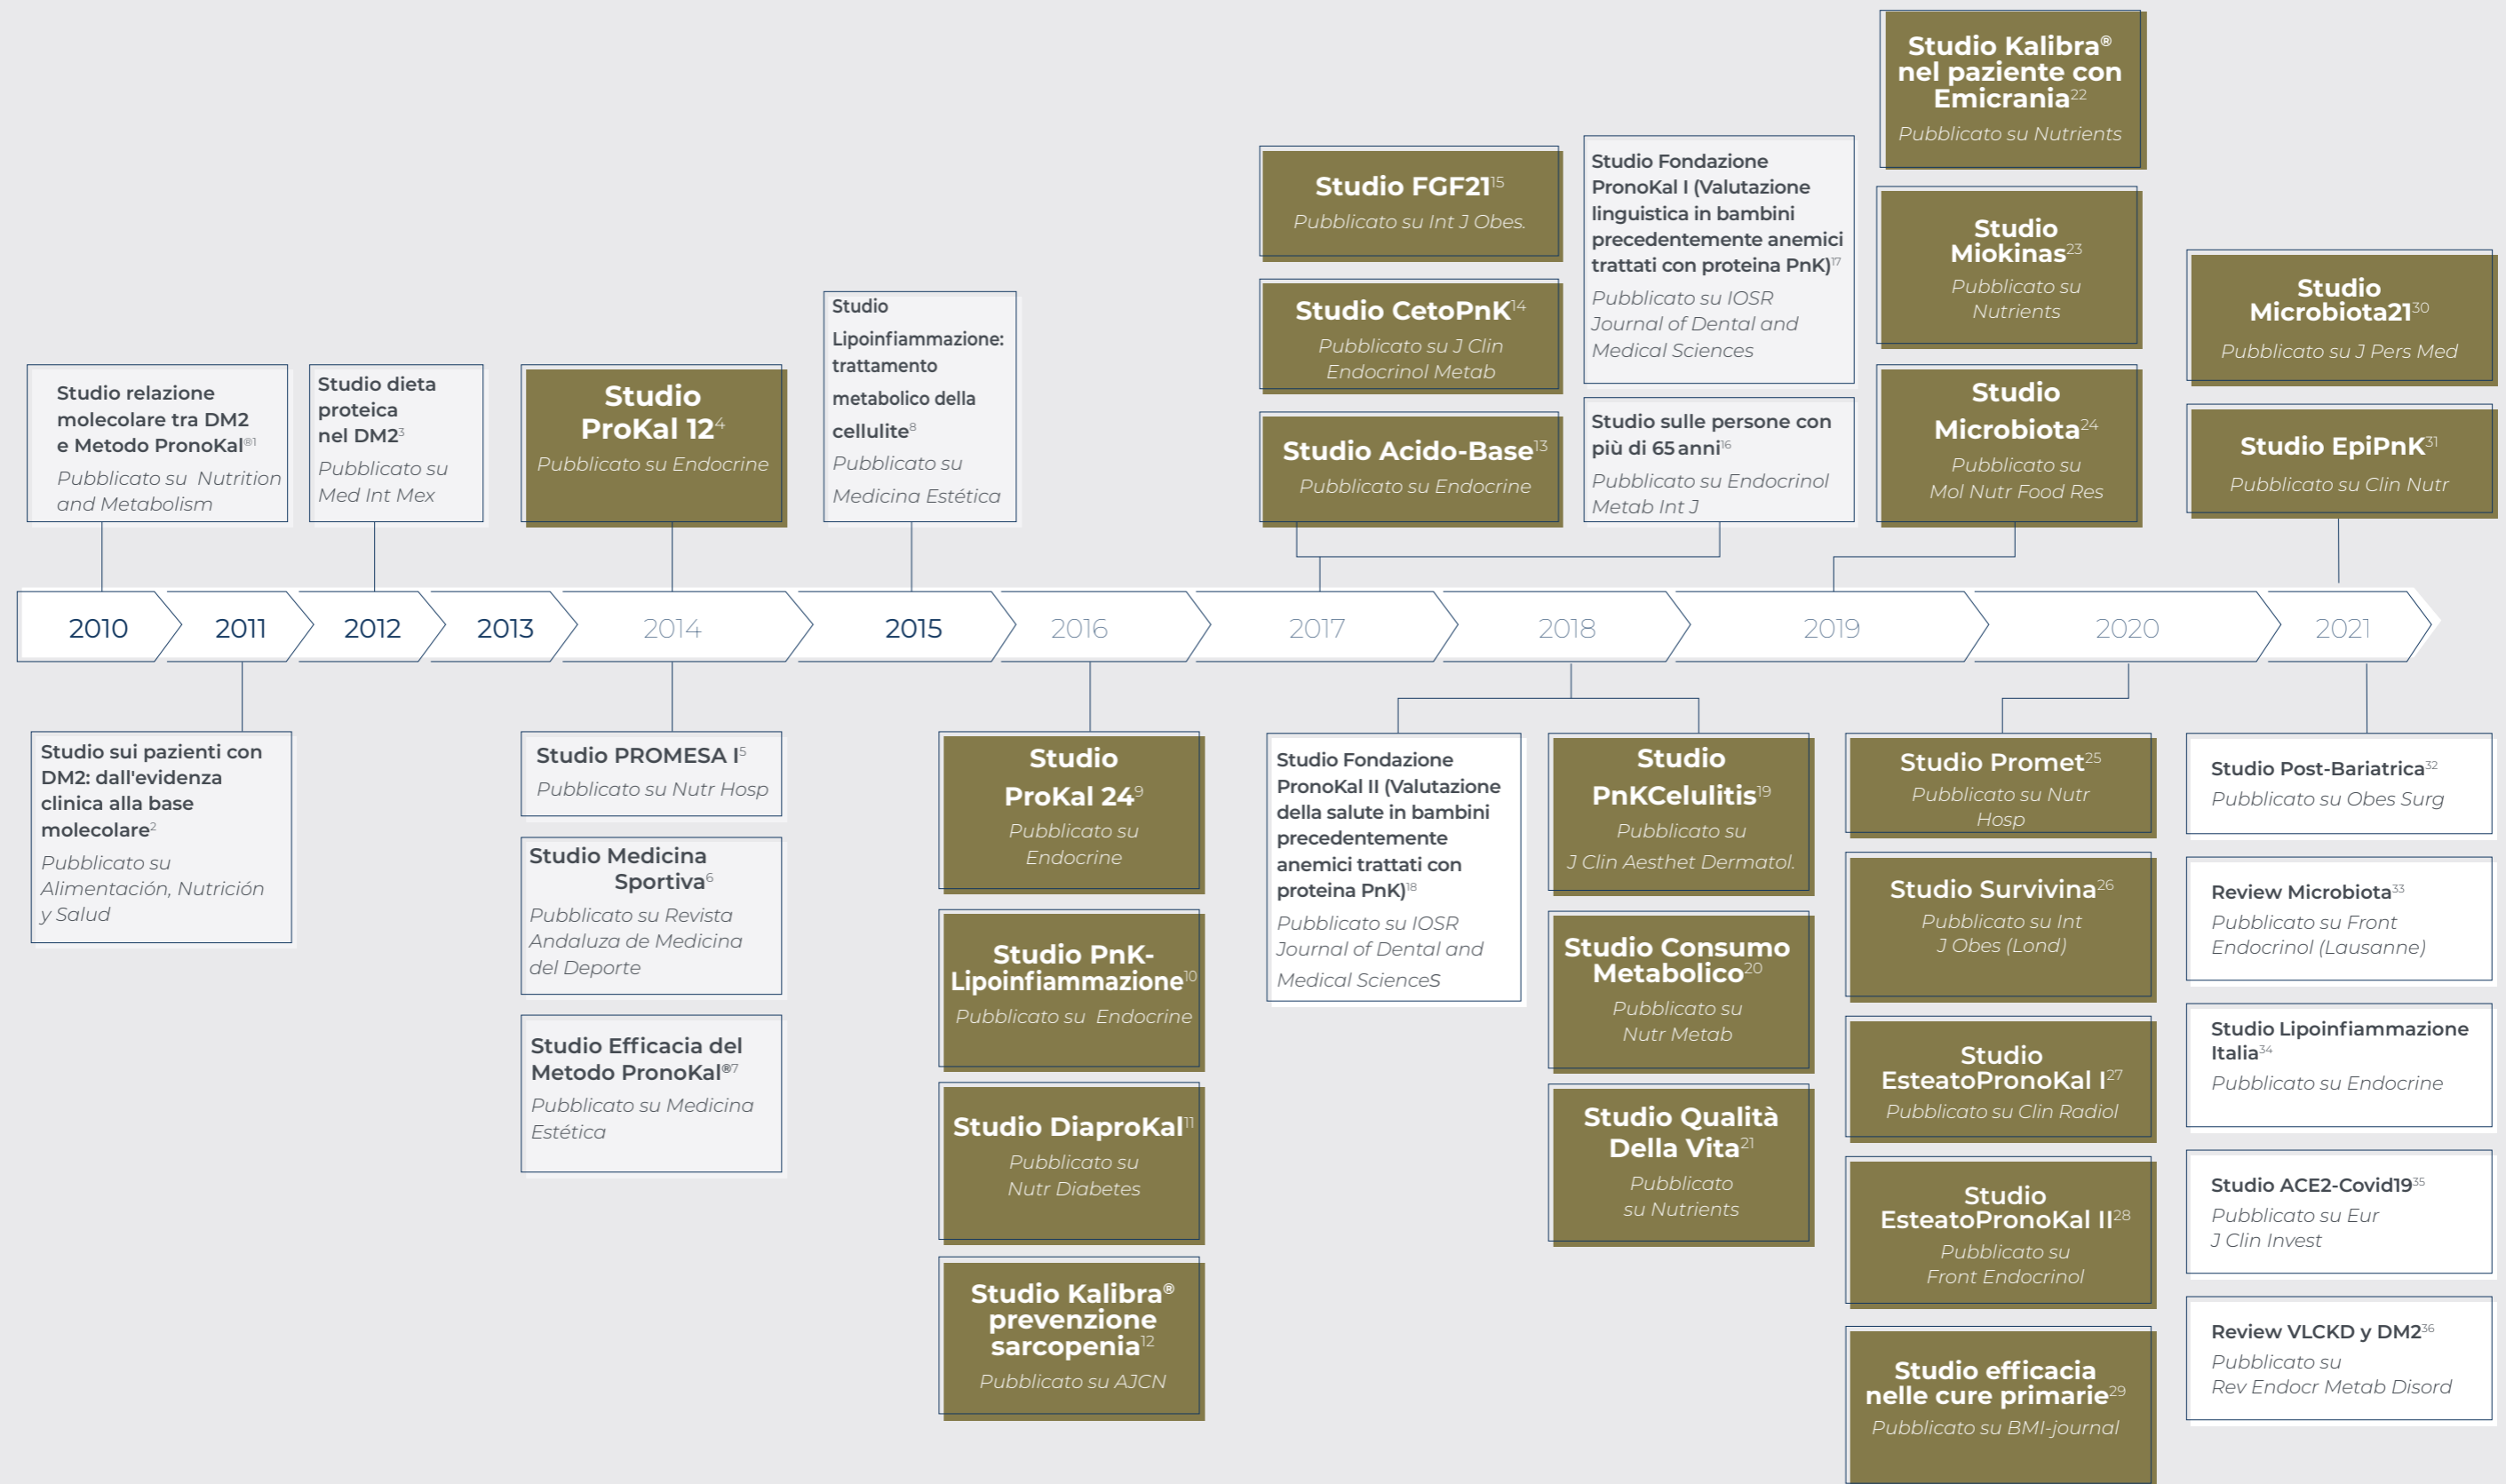 Studio relazione
molecolare tra DM2
e Metodo PronoKal®1
Pubblicato su Nutrition
and Metabolism
Studio dieta
proteica
nel DM23
Pubblicato su
Med Int Mex
Studio
ProKal 124
Pubblicato su Endocrine
Studio
Lipoinfiammazione:
trattamento
metabolico della
cellulite8
Pubblicato su
Medicina Estética
Studio FGF2115
Pubblicato su Int J Obes.
Studio CetoPnK14
Pubblicato su J Clin
Endocrinol Metab
Studio Acido-Base13
Pubblicato su Endocrine
Studio Fondazione
PronoKal I (Valutazione
linguistica in bambini
precedentemente anemici
trattati con proteina PnK)17
Pubblicato su IOSR
Journal of Dental and
Medical Sciences
Studio sulle persone con
più di 65 anni16
Pubblicato su Endocrinol
Metab Int J
Studio Kalibra®
nel paziente con
Emicrania22
Pubblicato su Nutrients
Studio
Miokinas23
Pubblicato su
Nutrients
Studio
Microbiota24
Pubblicato su
Mol Nutr Food Res
Studio
Microbiota2130
Pubblicato su J Pers Med
Studio EpiPnK31
Pubblicato su Clin Nutr
2010 2011 2012 2013 2014 2015 2016 2017 2018 2019 2020 2021
Studio sui pazienti con
DM2: dall'evidenza
clinica alla base
molecolare2
Pubblicato su
Alimentación, Nutrición
y Salud
Studio PROMESA I5
Pubblicato su Nutr Hosp
Studio Medicina
Sportiva6
Pubblicato su Revista
Andaluza de Medicina
del Deporte
Studio Efficacia del
Metodo PronoKal®7
Pubblicato su Medicina
Estética
Studio
ProKal 249
Pubblicato su
Endocrine
Studio PnK-
Lipoinfiammazione10
Pubblicato su Endocrine
Studio DiaproKal11
Pubblicato su
Nutr Diabetes
Studio Kalibra®
prevenzione
sarcopenia12
Pubblicato su AJCN
Studio Fondazione
PronoKal II (Valutazione
della salute in bambini
precedentemente
anemici trattati con
proteina PnK)18
Pubblicato su IOSR
Journal of Dental and
Medical ScienceS
Studio
PnKCelulitis19
Pubblicato su
J Clin Aesthet Dermatol.
Studio Consumo
Metabolico20
Pubblicato su
Nutr Metab
Studio Qualità
Della Vita21
Pubblicato
su Nutrients
Studio Promet25
Pubblicato su Nutr
Hosp
Studio Survivina26
Pubblicato su Int
J Obes (Lond)
Studio
EsteatoPronoKal I27
Pubblicato su Clin Radiol
Studio
EsteatoPronoKal II28
Pubblicato su
Front Endocrinol
Studio efficacia
nelle cure primarie29
Pubblicato su BMI-journal
Studio Post-Bariatrica32
Pubblicato su Obes Surg
Review Microbiota33
Pubblicato su Front
Endocrinol (Lausanne)
Studio Lipoinfiammazione
Italia34
Pubblicato su Endocrine
Studio ACE2-Covid1935
Pubblicato su Eur
J Clin Invest
Review VLCKD y DM236
Pubblicato su
Rev Endocr Metab Disord